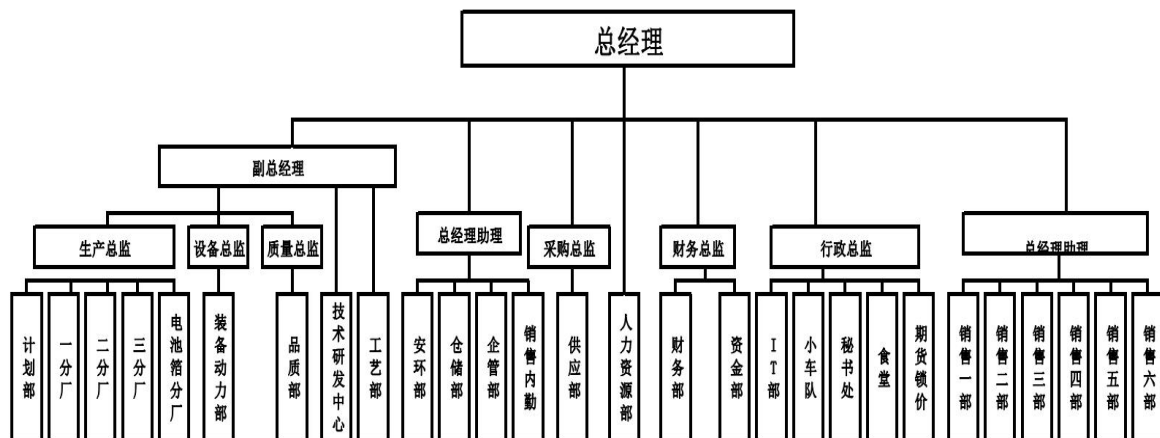 总经理
副总经理
生产总监
设备总监
质量总监
总经理助理
采购总监
财务总监
行政总监
总经理助理
计划部
一分厂
二分厂
三分厂
电池箔分厂
装备动力部
品质部
技术研发中心
工艺部
安环部
仓储部
企管部
销售内勤
供应部
人力资源部
财务部
资金部
IT部
小车队
秘书处
食堂
期货锁价
销售一部
销售二部
销售三部
销售四部
销售五部
销售六部